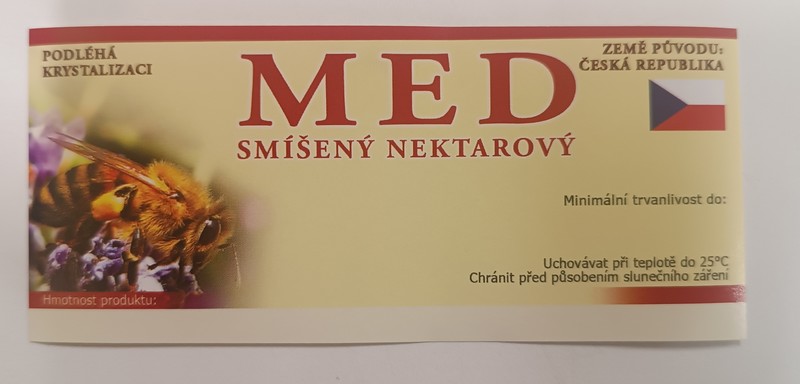 PODLÉHÁ
KRYSTALIZACI
MED
SMÍŠENÝ NEKTAROVÝ
ZEMĚ PŮVODU:
ČESKÁ REPUBLIKA
Minimální trvanlivost do:
Uchovávat při teplotě do 25°C
Chránit před působením slunečního záření
Hmotnost produktu: